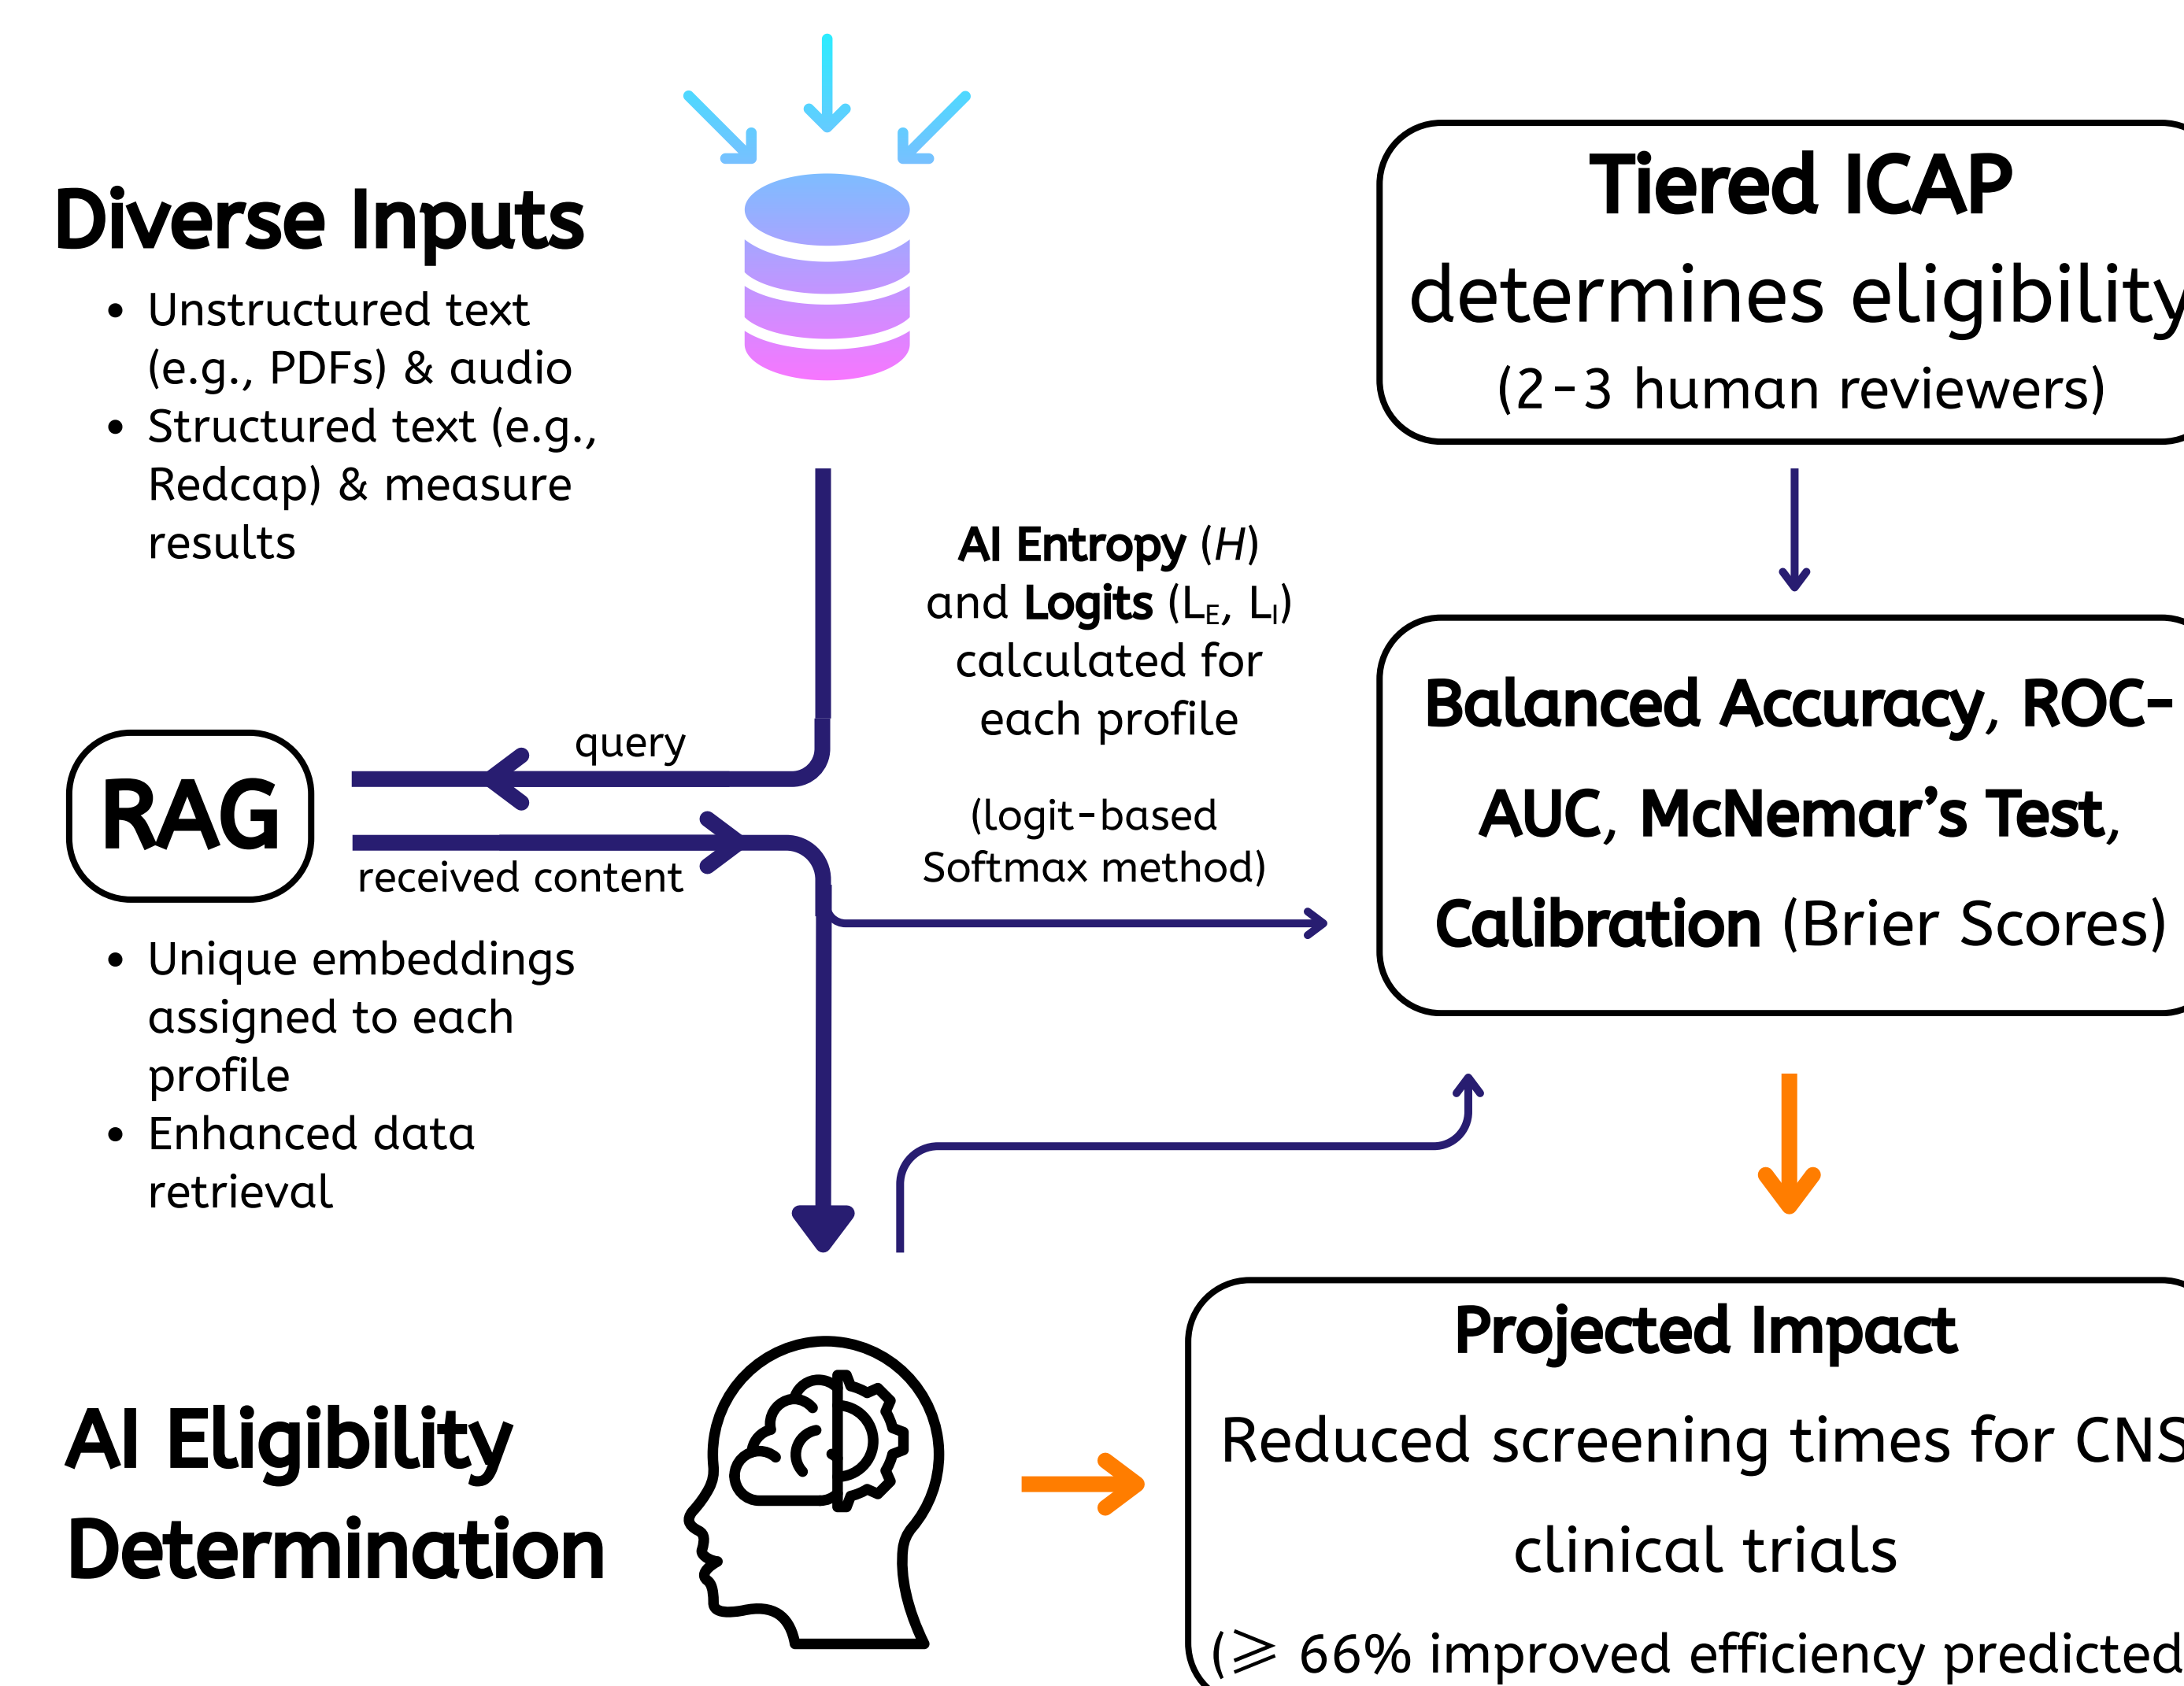 Diverse Inputs
• Unstructured text
(e.g., PDFs) & audio
• Structured text (e.g.,
Redcap) & measure
results
Tiered ICAP
determines eligibility
(2-3 human reviewers)
AI Entropy (H)
and Logits (L_E, L_I)
calculated for
each profile
(logit-based
Softmax method)
query
RAG
received content
• Unique embeddings
assigned to each
profile
• Enhanced data
retrieval
Balanced Accuracy, ROC-
AUC, McNemar's Test,
Calibration (Brier Scores)
AI Eligibility
Determination
Projected Impact
Reduced screening times for CNS
clinical trials
(⩾ 66% improved efficiency predicted